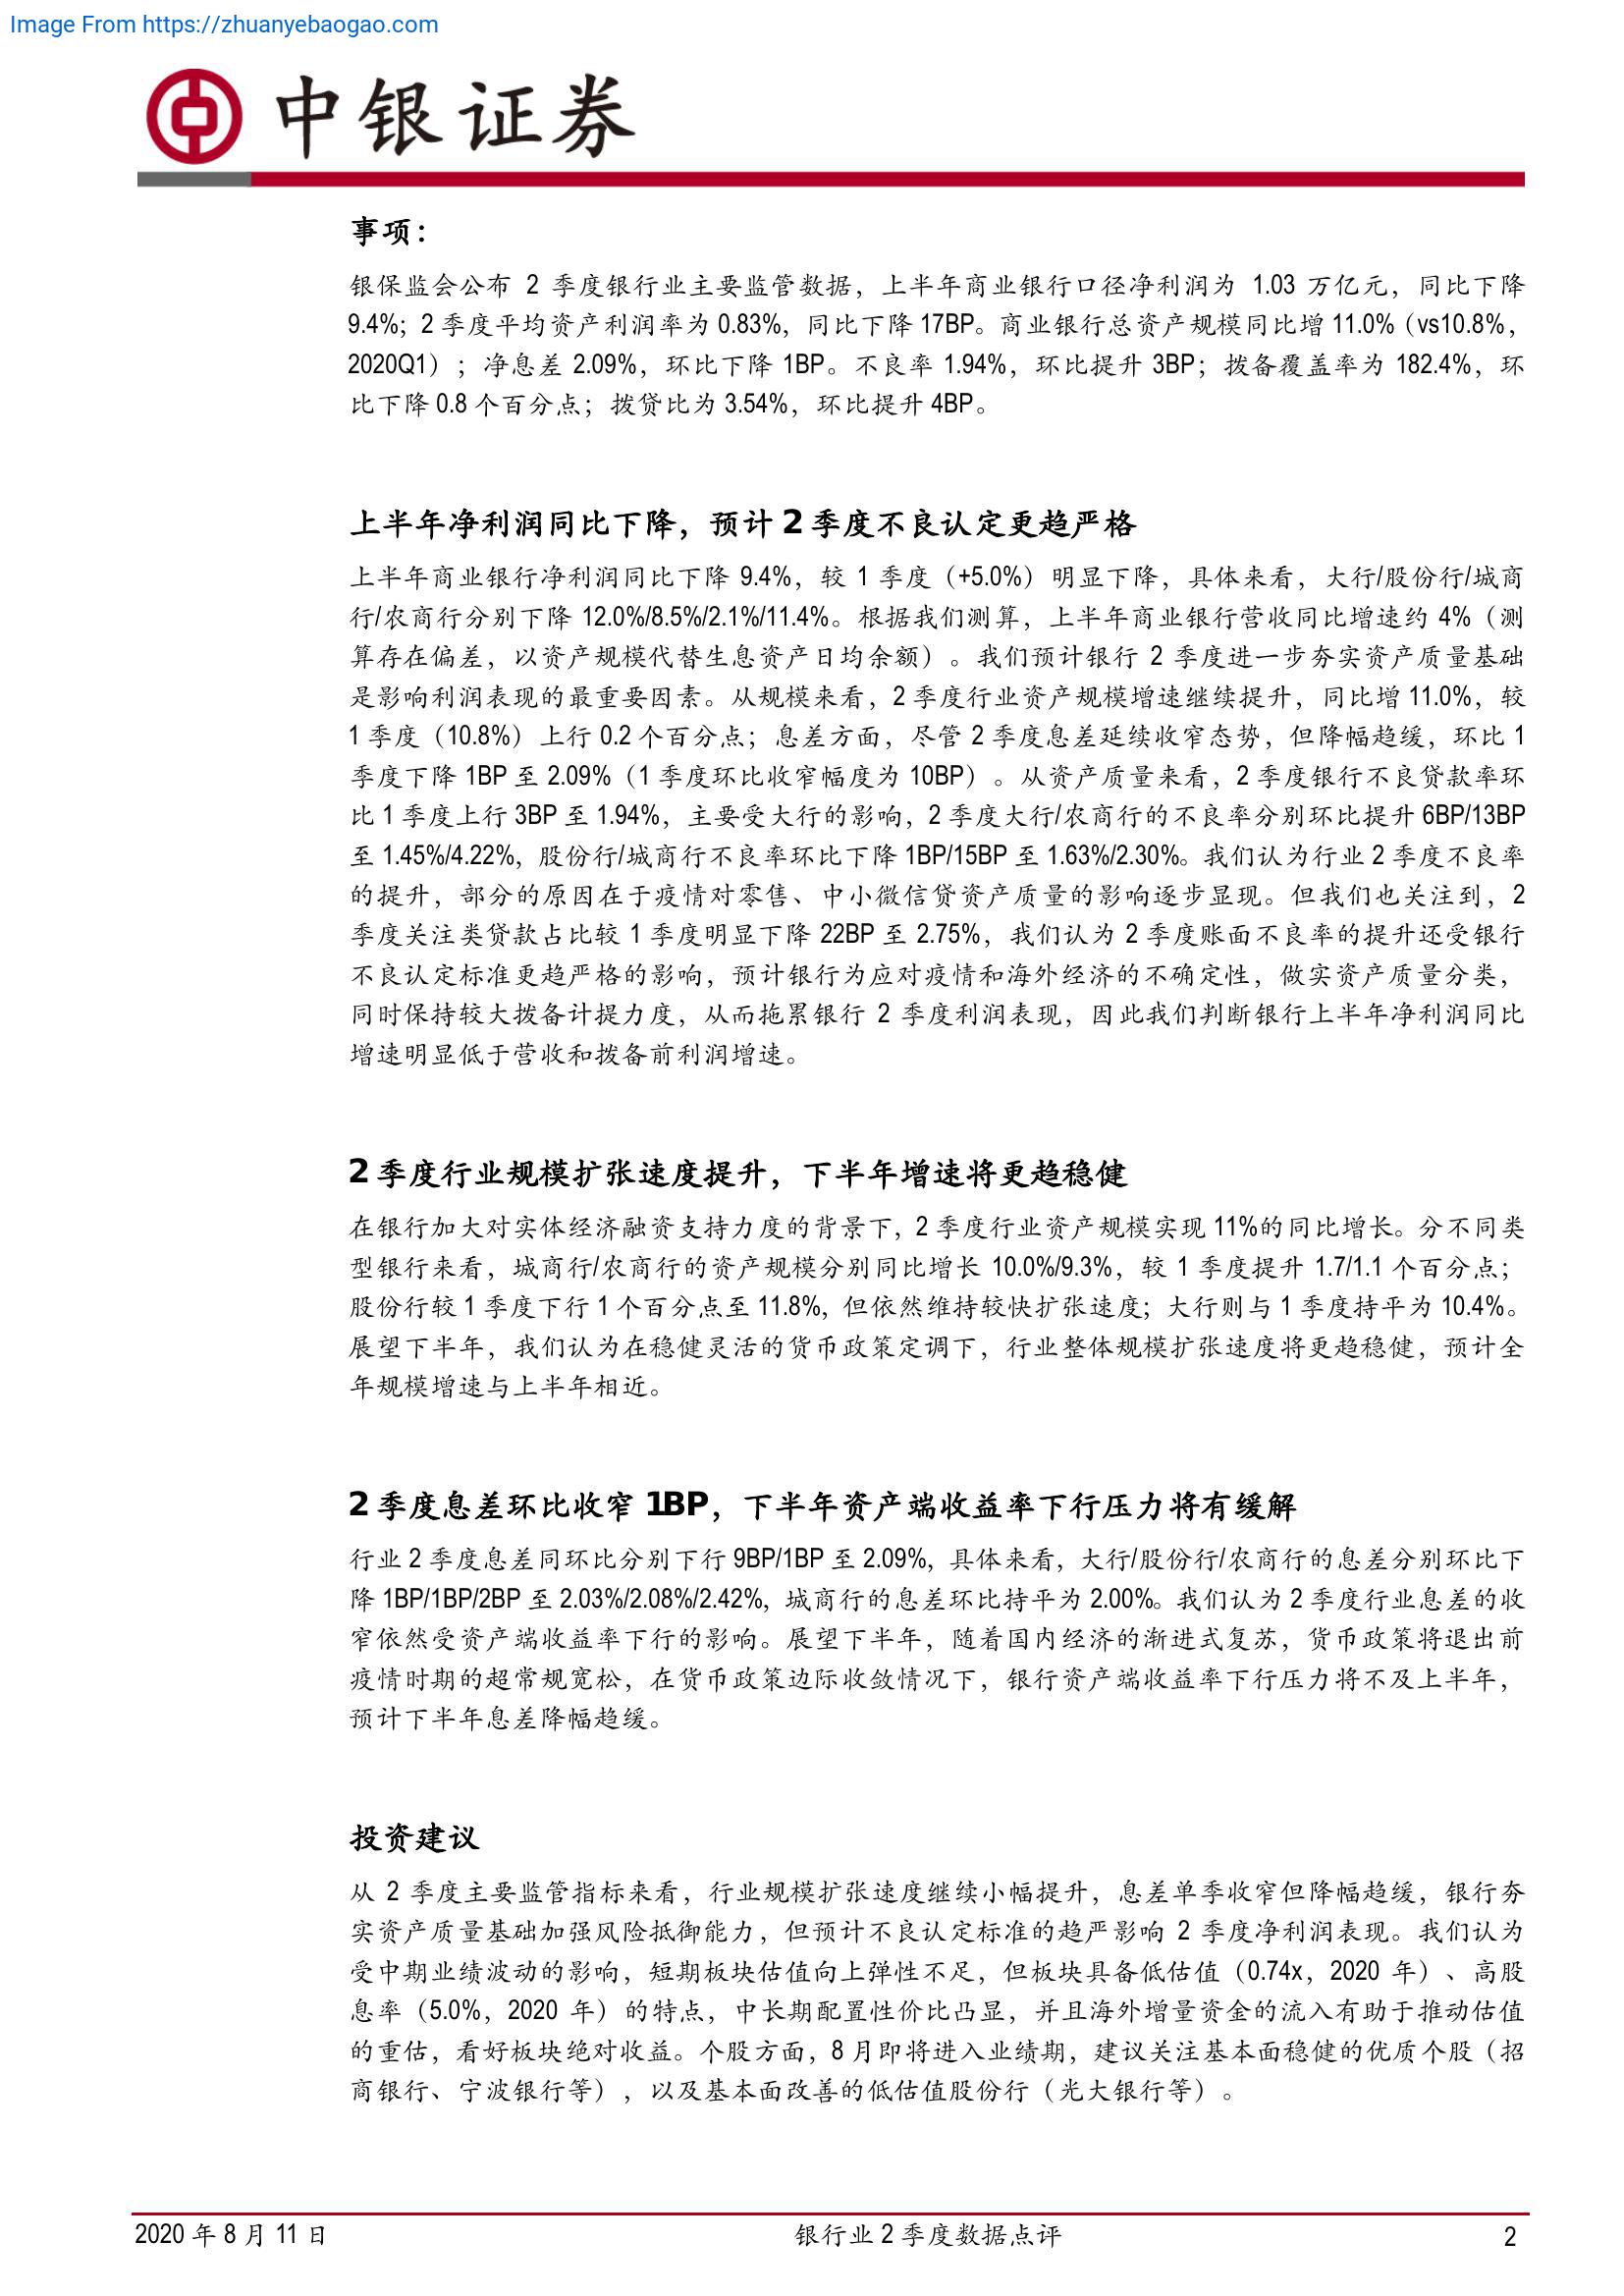 Image From https://zhuanyebaogao.com
中银证券
事项：
银保监会公布 2 季度银行业主要监管数据，上半年商业银行口径净利润为 1.03 万亿元，同比下降
9.4%；2 季度平均资产利润率为 0.83%，同比下降 17BP。商业银行总资产规模同比增 11.0%（vs10.8%，
2020Q1）；净息差 2.09%，环比下降 1BP。不良率 1.94%，环比提升 3BP；拨备覆盖率为 182.4%，环
比下降 0.8 个百分点；拨贷比为 3.54%，环比提升 4BP。
上半年净利润同比下降，预计 2 季度不良认定更趋严格
上半年商业银行净利润同比下降 9.4%，较 1 季度（+5.0%）明显下降，具体来看，大行/股份行/城商
行/农商行分别下降 12.0%/8.5%/2.1%/11.4%。根据我们测算，上半年商业银行营收同比增速约 4%（测
算存在偏差，以资产规模代替生息资产日均余额）。我们预计银行 2 季度进一步夯实资产质量基础
是影响利润表现的最重要因素。从规模来看，2 季度行业资产规模增速继续提升，同比增 11.0%，较
1 季度（10.8%）上行 0.2 个百分点；息差方面，尽管 2 季度息差延续收窄态势，但降幅趋缓，环比 1
季度下降 1BP 至 2.09%（1 季度环比收窄幅度为 10BP）。从资产质量来看，2 季度银行不良贷款率环
比 1 季度上行 3BP 至 1.94%，主要受大行的影响，2 季度大行/农商行的不良率分别环比提升 6BP/13BP
至 1.45%/4.22%，股份行/城商行不良率环比下降 1BP/15BP 至 1.63%/2.30%。我们认为行业 2 季度不良率
的提升，部分的原因在于疫情对零售、中小微信贷资产质量的影响逐步显现。但我们也关注到，2
季度关注类贷款占比较 1 季度明显下降 22BP 至 2.75%，我们认为 2 季度账面不良率的提升还受银行
不良认定标准更趋严格的影响，预计银行为应对疫情和海外经济的不确定性，做实资产质量分类，
同时保持较大拨备计提力度，从而拖累银行 2 季度利润表现，因此我们判断银行上半年净利润同比
增速明显低于营收和拨备前利润增速。
2 季度行业规模扩张速度提升，下半年增速将更趋稳健
在银行加大对实体经济融资支持力度的背景下，2 季度行业资产规模实现 11%的同比增长。分不同类
型银行来看，城商行/农商行的资产规模分别同比增长 10.0%/9.3%，较 1 季度提升 1.7/1.1 个百分点；
股份行较 1 季度下行 1 个百分点至 11.8%，但依然维持较快扩张速度；大行则与 1 季度持平为 10.4%。
展望下半年，我们认为在稳健灵活的货币政策定调下，行业整体规模扩张速度将更趋稳健，预计全
年规模增速与上半年相近。
2 季度息差环比收窄 1BP，下半年资产端收益率下行压力将有缓解
行业 2 季度息差同环比分别下行 9BP/1BP 至 2.09%，具体来看，大行/股份行/农商行的息差分别环比下
降 1BP/1BP/2BP 至 2.03%/2.08%/2.42%，城商行的息差环比持平为 2.00%。我们认为 2 季度行业息差的收
窄依然受资产端收益率下行的影响。展望下半年，随着国内经济的渐进式复苏，货币政策将退出前
疫情时期的超常规宽松，在货币政策边际收敛情况下，银行资产端收益率下行压力将不及上半年，
预计下半年息差降幅趋缓。
投资建议
从 2 季度主要监管指标来看，行业规模扩张速度继续小幅提升，息差单季收窄但降幅趋缓，银行夯
实资产质量基础加强风险抵御能力，但预计不良认定标准的趋严影响 2 季度净利润表现。我们认为
受中期业绩波动的影响，短期板块估值向上弹性不足，但板块具备低估值（0.74x，2020 年）、高股
息率（5.0%，2020 年）的特点，中长期配置性价比凸显，并且海外增量资金的流入有助于推动估值
的重估，看好板块绝对收益。个股方面，8 月即将进入业绩期，建议关注基本面稳健的优质个股（招
商银行、宁波银行等），以及基本面改善的低估值股份行（光大银行等）。
2020 年 8 月 11 日
银行业 2 季度数据点评
2